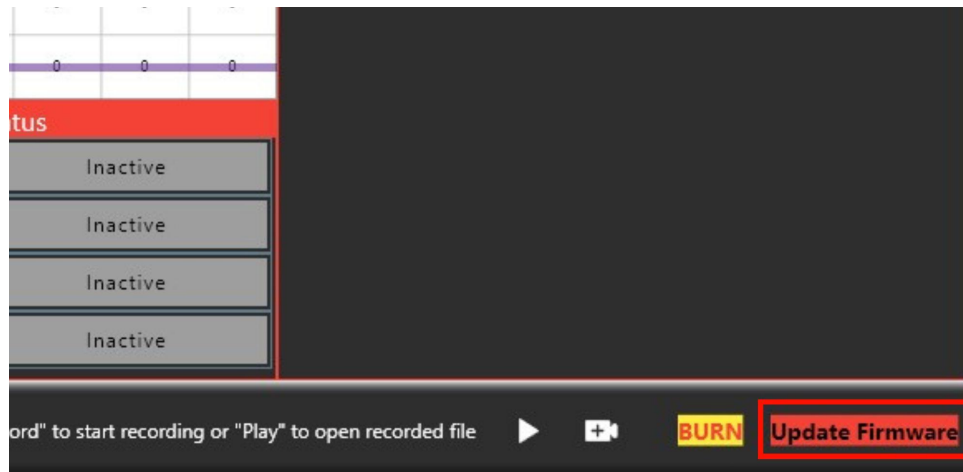 0 0 0
tus
Inactive
Inactive
Inactive
Inactive
ord" to start recording or "Play" to open recorded file BURN Update Firmware